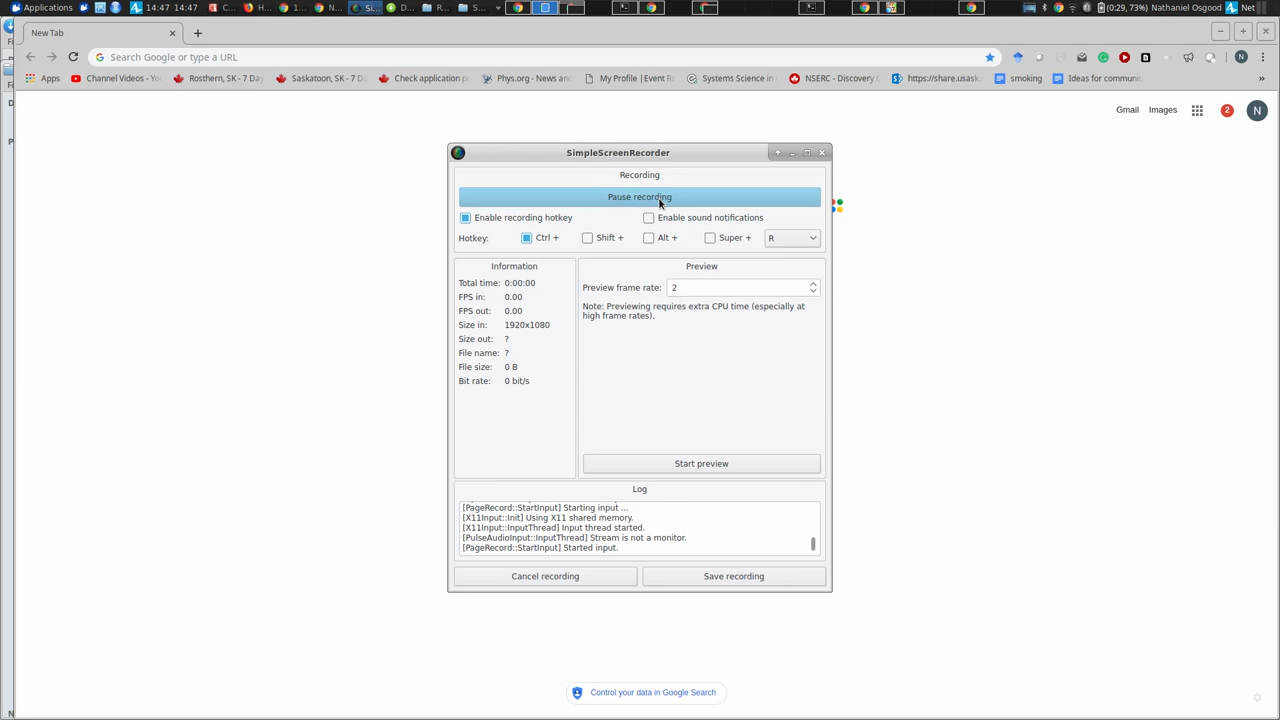 Applications
14:47 14:47
C...
H...
1...
N...
Si...
D...
R...
S...
(0:29, 73%)
Nathaniel Osgood
Net
New Tab
Search Google or type a URL
N
Apps
Channel Videos - Yo
Rosthern, SK - 7 Day
Saskatoon, SK - 7 D
Check application p
Phys.org - News and
My Profile |Event R
Systems Science in
NSERC - Discovery G
https://share.usask
smoking
Ideas for communic
»
Gmail
Images
2
N
SimpleScreenRecorder
Recording
Pause recording
Enable recording hotkey
Enable sound notifications
Hotkey:
Ctrl +
Shift +
Alt +
Super +
R
Information
Total time: 0:00:00
FPS in: 0.00
FPS out: 0.00
Size in: 1920x1080
Size out: ?
File name: ?
File size: 0 B
Bit rate: 0 bit/s
Preview
Preview frame rate: 2
Note: Previewing requires extra CPU time (especially at
high frame rates).
Start preview
Log
[PageRecord::StartInput] Starting input ...
[X11Input::Init] Using X11 shared memory.
[X11Input::InputThread] Input thread started.
[PulseAudioInput::InputThread] Stream is not a monitor.
[PageRecord::StartInput] Started input.
Cancel recording
Save recording
Control your data in Google Search